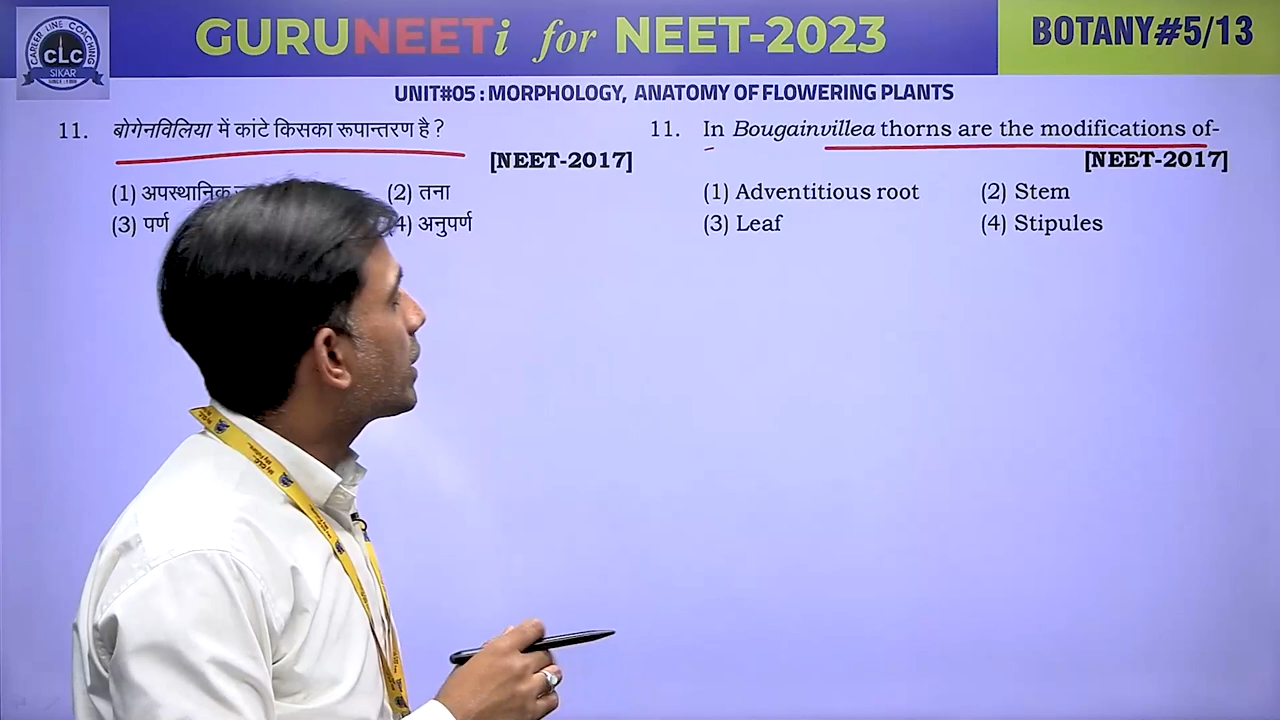 CAREER LINE COACHING
CLC
SIKAR
GURUNEETi for NEET-2023
BOTANY#5/13
UNIT#05 : MORPHOLOGY, ANATOMY OF FLOWERING PLANTS
11. बोगेनविलिया में कांटे किसका रूपान्तरण है ?
[NEET-2017]
(1) अपस्थानिक
(2) तना
(3) पर्ण
4) अनुपर्ण
11. In Bougainvillea thorns are the modifications of-
[NEET-2017]
(1) Adventitious root
(2) Stem
(3) Leaf
(4) Stipules